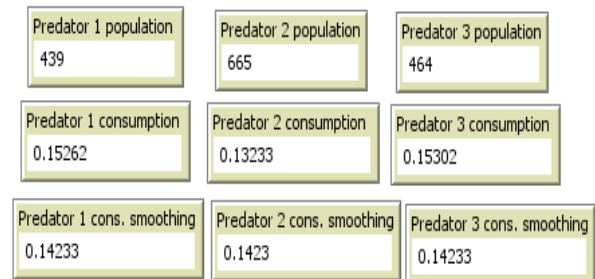 Predator 1 population
439
Predator 2 population
665
Predator 3 population
464
Predator 1 consumption
0.15262
Predator 2 consumption
0.13233
Predator 3 consumption
0.15302
Predator 1 cons. smoothing
0.14233
Predator 2 cons. smoothing
0.1423
Predator 3 cons. smoothing
0.14233